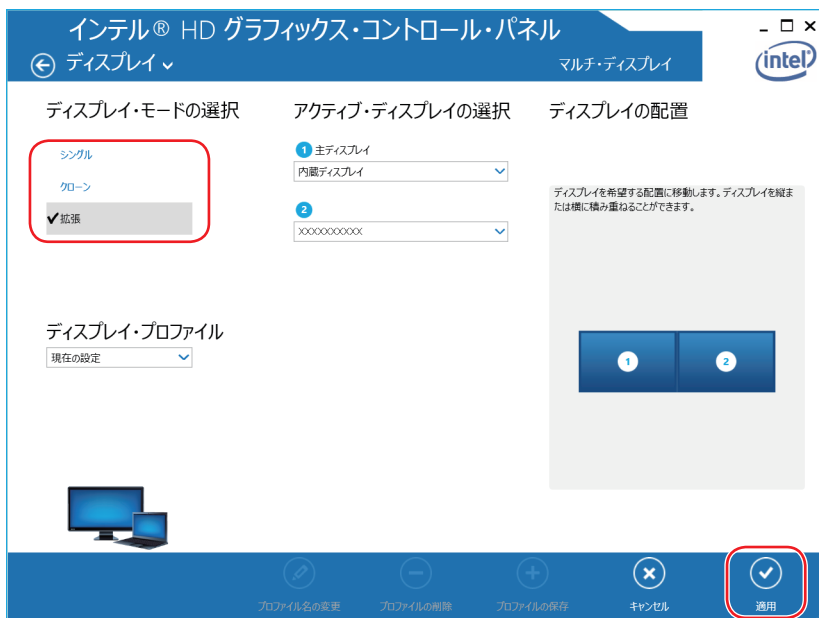 インテル® HD グラフィックス・コントロール・パネル
ディスプレイ
マルチ・ディスプレイ
intel
ディスプレイ・モードの選択
シングル
クローン
✔拡張
ディスプレイ・プロファイル
現在の設定
アクティブ・ディスプレイの選択
1 主ディスプレイ
内蔵ディスプレイ
2
XXXXXXXXXX
ディスプレイの配置
ディスプレイを希望する配置に移動します。ディスプレイを縦ま
たは横に積み重ねることができます。
1 2
プロファイル名の変更
プロファイルの削除
プロファイルの保存
キャンセル
適用